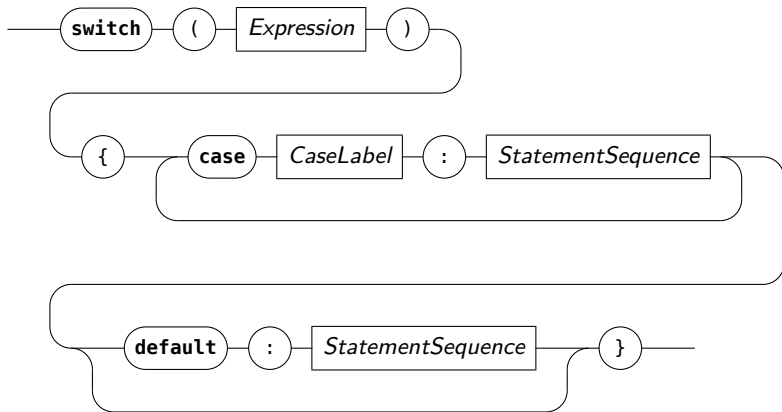 switch ( Expression )
{ case CaseLabel : StatementSequence
default : StatementSequence }